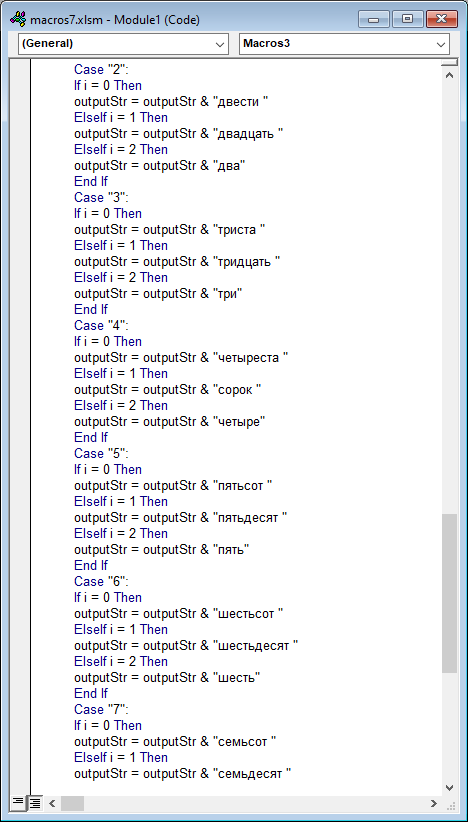 macros7.xlsm - Module1 (Code)
(General) Macros3
Case "2":
If i = 0 Then
outputStr = outputStr & "двести "
ElseIf i = 1 Then
outputStr = outputStr & "двадцать "
ElseIf i = 2 Then
outputStr = outputStr & "два"
End If
Case "3":
If i = 0 Then
outputStr = outputStr & "триста "
ElseIf i = 1 Then
outputStr = outputStr & "тридцать "
ElseIf i = 2 Then
outputStr = outputStr & "три"
End If
Case "4":
If i = 0 Then
outputStr = outputStr & "четыреста "
ElseIf i = 1 Then
outputStr = outputStr & "сорок "
ElseIf i = 2 Then
outputStr = outputStr & "четыре"
End If
Case "5":
If i = 0 Then
outputStr = outputStr & "пятьсот "
ElseIf i = 1 Then
outputStr = outputStr & "пятьдесят "
ElseIf i = 2 Then
outputStr = outputStr & "пять"
End If
Case "6":
If i = 0 Then
outputStr = outputStr & "шестьсот "
ElseIf i = 1 Then
outputStr = outputStr & "шестьдесят "
ElseIf i = 2 Then
outputStr = outputStr & "шесть"
End If
Case "7":
If i = 0 Then
outputStr = outputStr & "семьсот "
ElseIf i = 1 Then
outputStr = outputStr & "семьдесят "